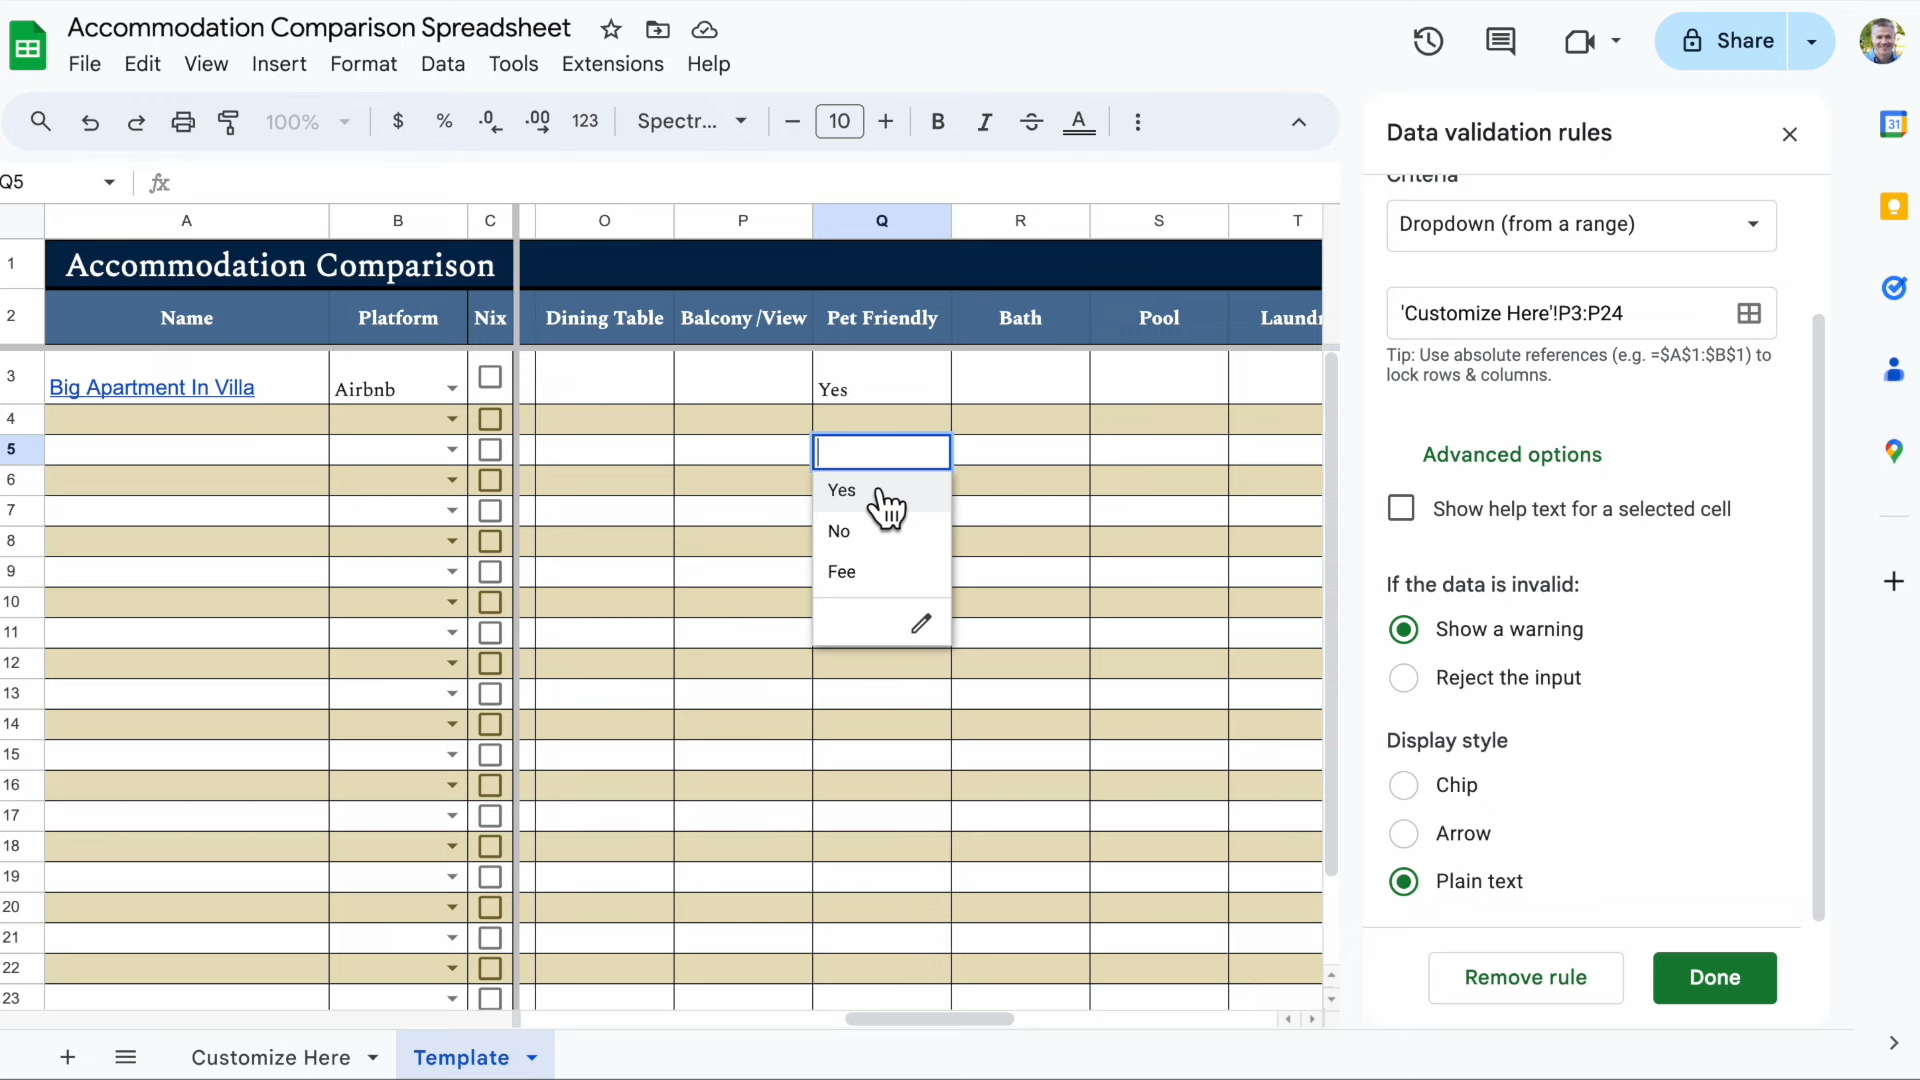 Accommodation Comparison Spreadsheet
File Edit View Insert Format Data Tools Extensions Help
Share
100% $ % .0 .00 123 Spectr... 10 B I S A
Q5 fx
A B C O P Q R S T
1 Accommodation Comparison
2 Name Platform Nix Dining Table Balcony /View Pet Friendly Bath Pool Laund
3 Big Apartment In Villa Airbnb Yes
4
5
6 Yes
7 No
8 Fee
9
10
11
12
13
14
15
16
17
18
19
20
21
22
23
Customize Here Template
Data validation rules
Criteria
Dropdown (from a range)
'Customize Here'!P3:P24
Tip: Use absolute references (e.g. =$A$1:$B$1) to
lock rows & columns.
Advanced options
Show help text for a selected cell
If the data is invalid:
Show a warning
Reject the input
Display style
Chip
Arrow
Plain text
Remove rule Done
31